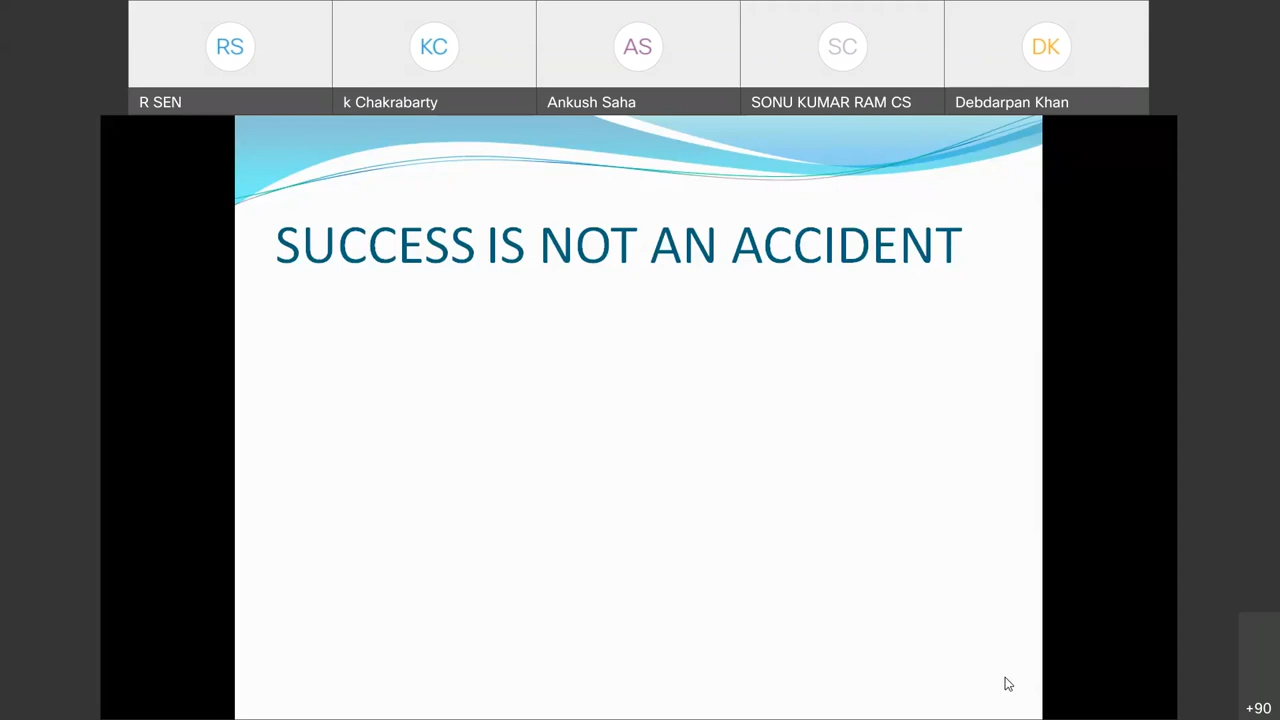 RS
KC
AS
SC
DK
R SEN
k Chakrabarty
Ankush Saha
SONU KUMAR RAM CS
Debdarpan Khan
SUCCESS IS NOT AN ACCIDENT
+90